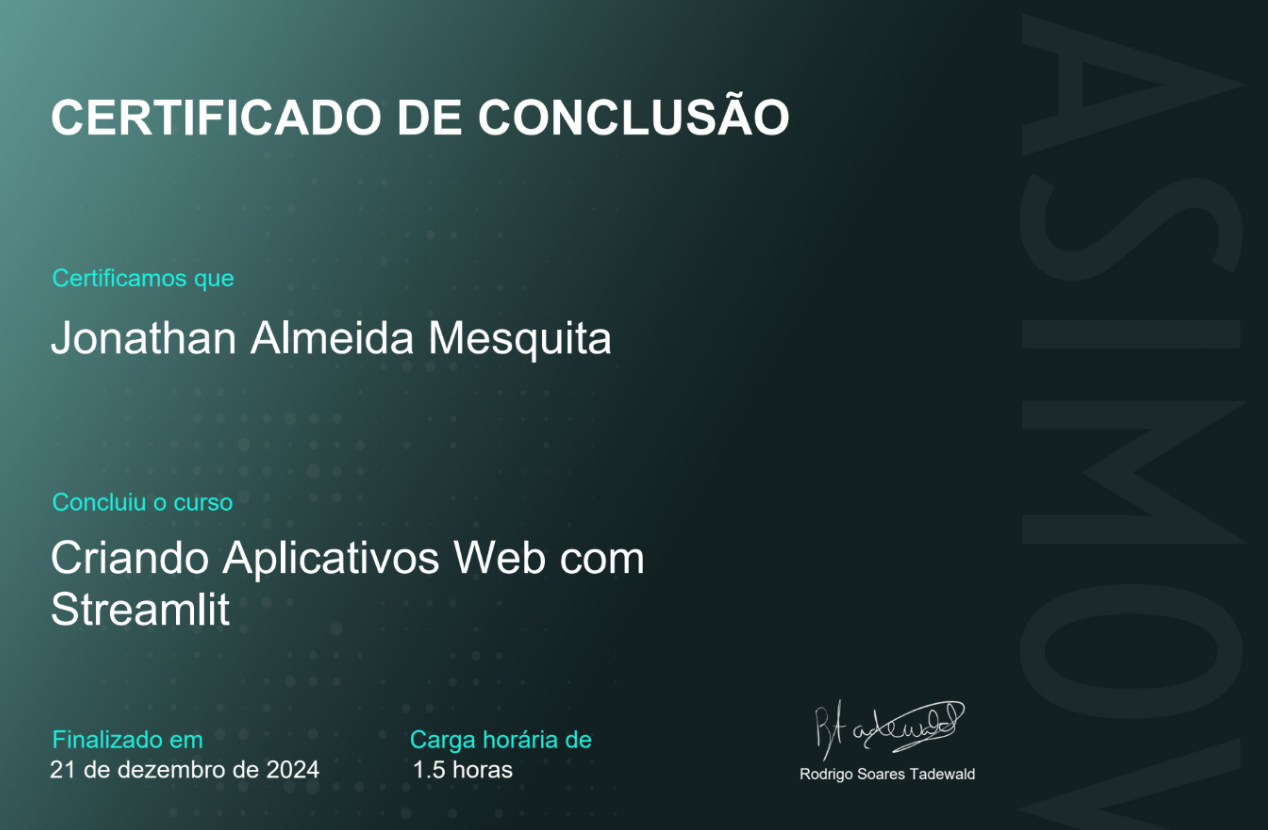 CERTIFICADO DE CONCLUSÃO
Certificamos que
Jonathan Almeida Mesquita
Concluiu o curso
Criando Aplicativos Web com
Streamlit
Finalizado em
21 de dezembro de 2024
Carga horária de
1.5 horas
RTadewald
Rodrigo Soares Tadewald
ASIMOV